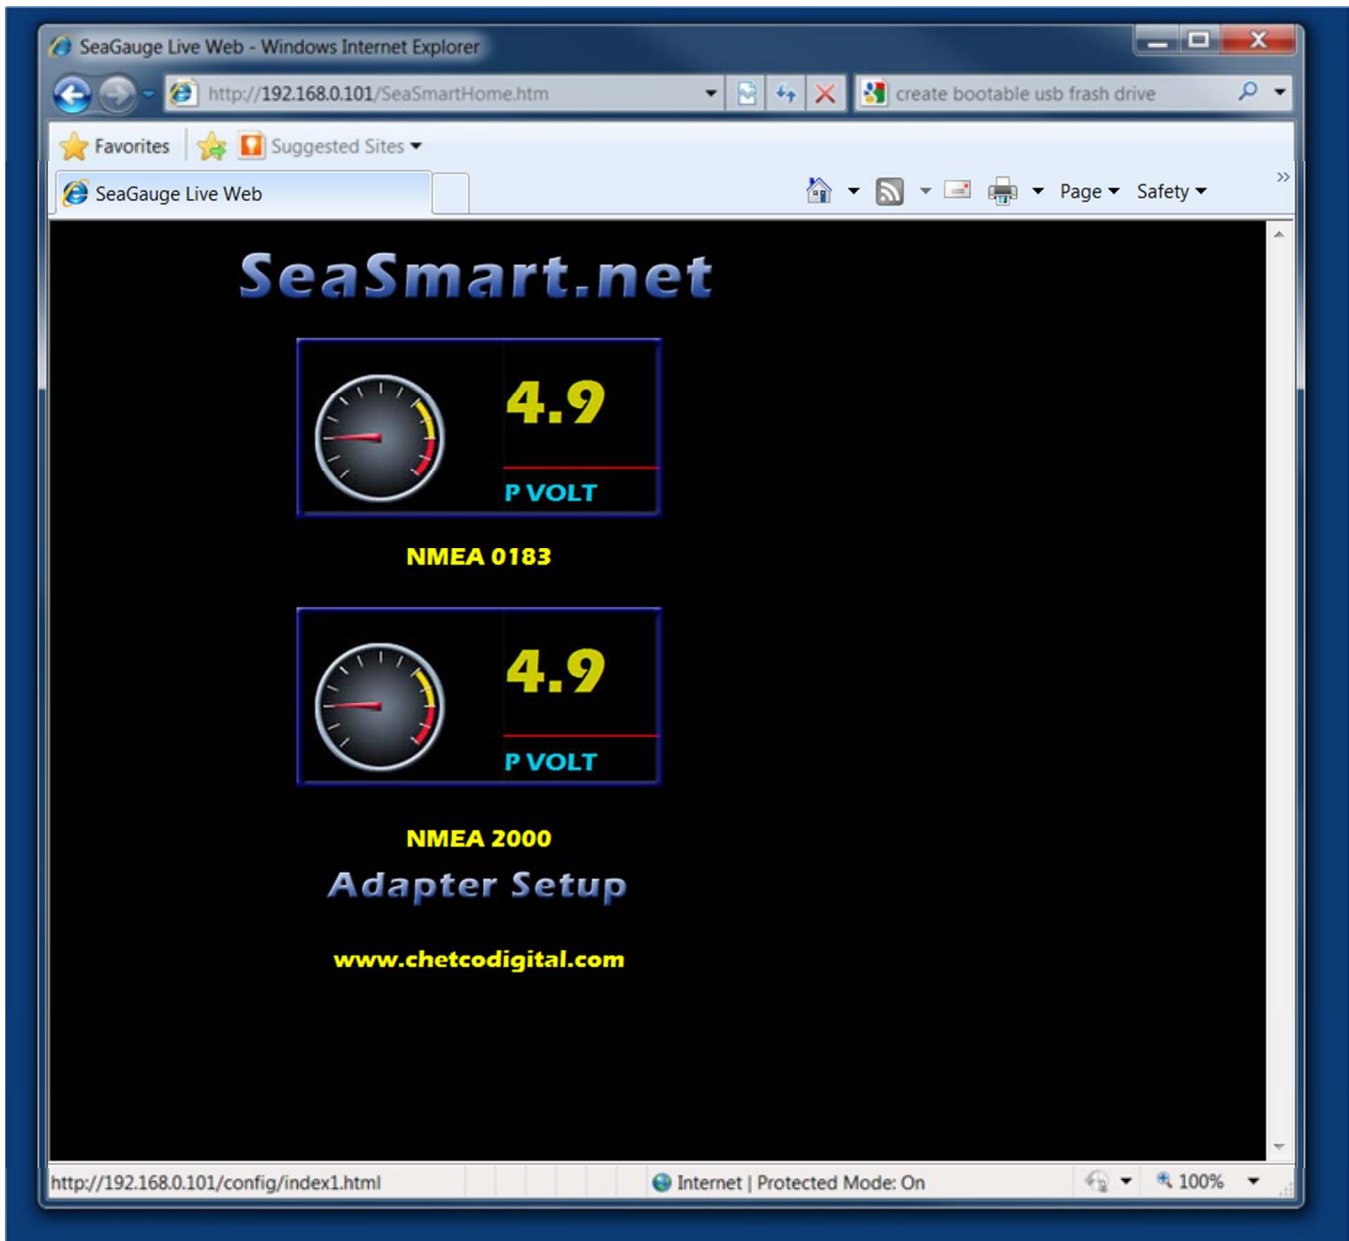 SeaGauge Live Web - Windows Internet Explorer
http://192.168.0.101/SeaSmartHome.htm
create bootable usb frash drive
Favorites
Suggested Sites
SeaGauge Live Web
Page
Safety
SeaSmart.net
4.9
P VOLT
NMEA 0183
4.9
P VOLT
NMEA 2000
Adapter Setup
www.chetcodigital.com
http://192.168.0.101/config/index1.html
Internet | Protected Mode: On
100%